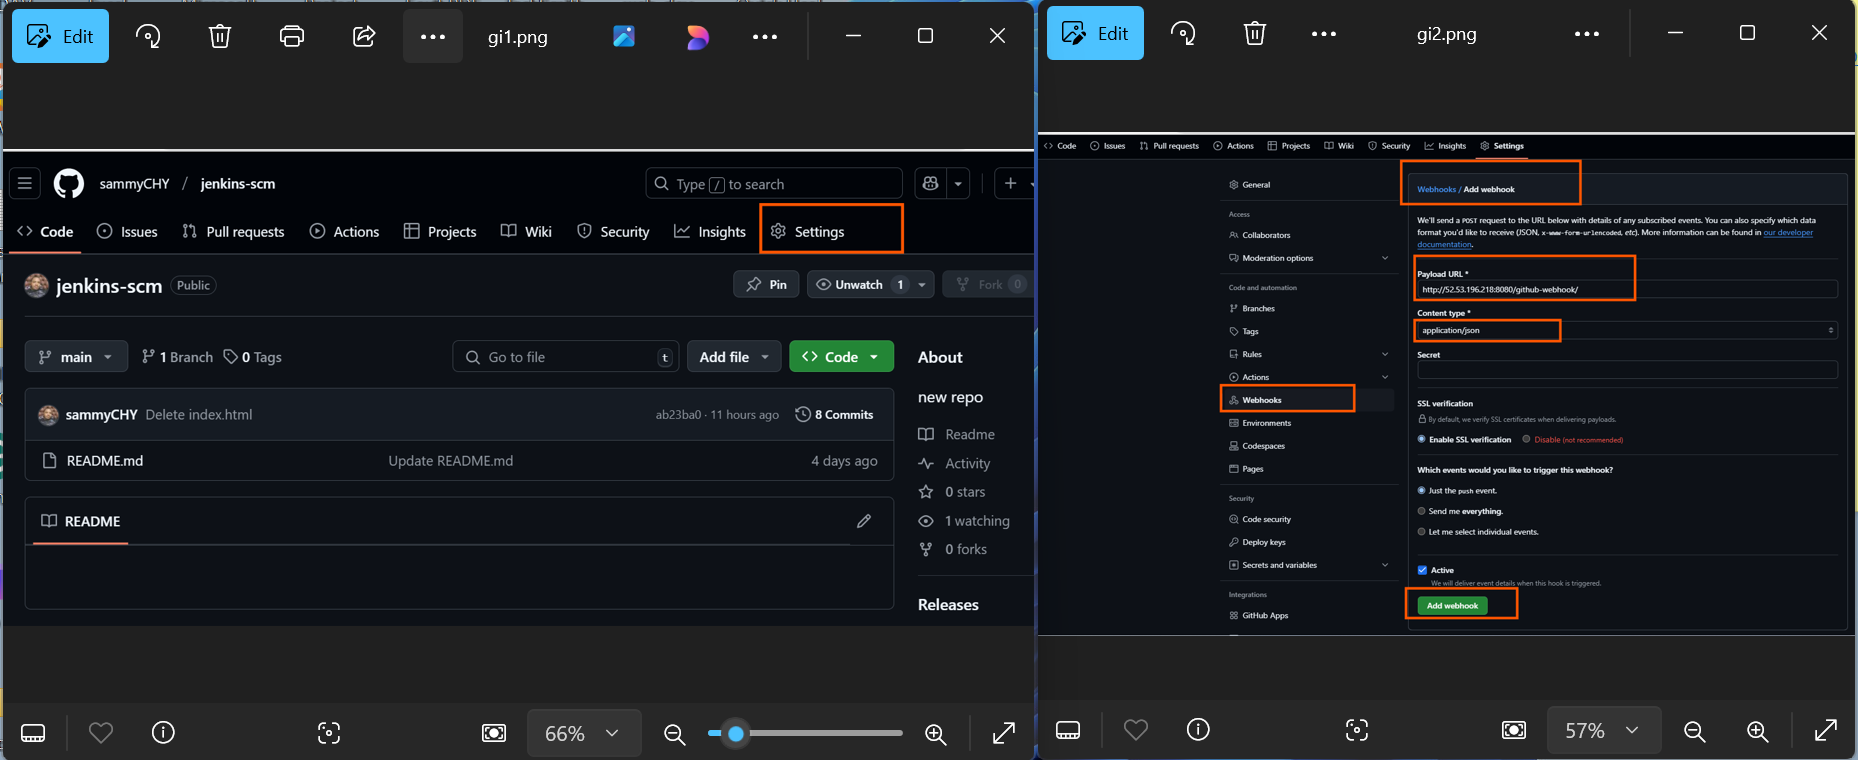 Edit
gi1.png
sammyCHY / jenkins-scm
Type / to search
Code
Issues
Pull requests
Actions
Projects
Wiki
Security
Insights
Settings
jenkins-scm
Public
Pin
Unwatch 1
Fork 0
main
1 Branch
0 Tags
Go to file
t
Add file
Code
sammyCHY Delete index.html
ab23ba0 · 11 hours ago
8 Commits
README.md
Update README.md
4 days ago
README
About
new repo
Readme
Activity
0 stars
1 watching
0 forks
Releases
66%
Edit
gi2.png
Code
Issues
Pull requests
Actions
Projects
Wiki
Security
Insights
Settings
General
Access
Collaborators
Moderation options
Code and automation
Branches
Tags
Rules
Actions
Webhooks
Environments
Codespaces
Pages
Security
Code security
Deploy keys
Secrets and variables
Integrations
GitHub Apps
Webhooks / Add webhook
We'll send a POST request to the URL below with details of any subscribed events. You can also specify which data
format you'd like to receive (JSON, x-www-form-urlencoded, etc). More information can be found in our developer
documentation.
Payload URL *
http://52.53.196.218:8080/github-webhook/
Content type *
application/json
Secret
SSL verification
By default, we verify SSL certificates when delivering payloads.
Enable SSL verification
Disable (not recommended)
Which events would you like to trigger this webhook?
Just the push event.
Send me everything.
Let me select individual events.
Active
We will deliver event details when this hook is triggered.
Add webhook
57%